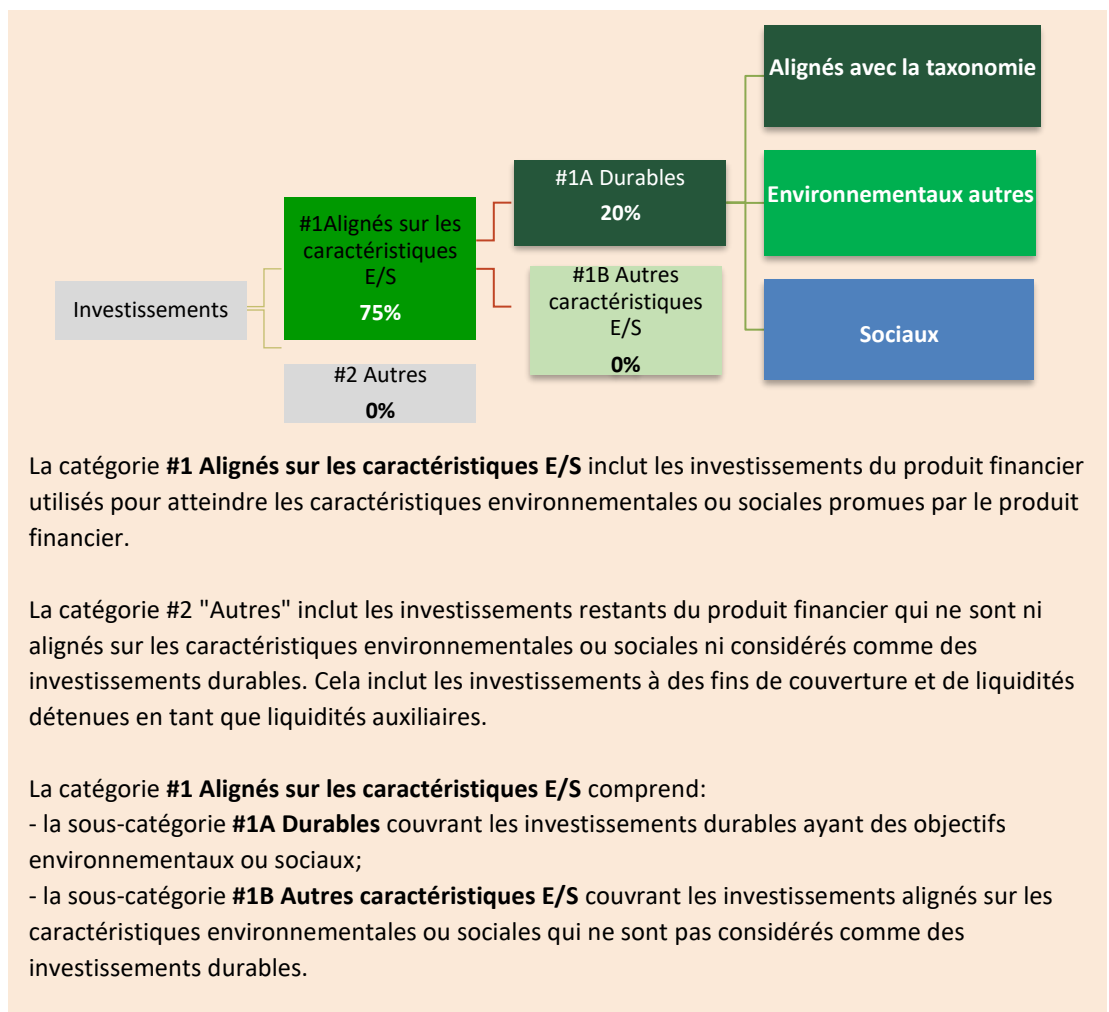 Alignés avec la taxonomie
#1A Durables
20%
Environnementaux autres
#1Alignés sur les
caractéristiques
E/S
75%
#1B Autres
caractéristiques
E/S
0%
Investissements
Sociaux
#2 Autres
0%
La catégorie #1 Alignés sur les caractéristiques E/S inclut les investissements du produit financier
utilisés pour atteindre les caractéristiques environnementales ou sociales promues par le produit
financier.
La catégorie #2 "Autres" inclut les investissements restants du produit financier qui ne sont ni
alignés sur les caractéristiques environnementales ou sociales ni considérés comme des
investissements durables. Cela inclut les investissements à des fins de couverture et de liquidités
détenues en tant que liquidités auxiliaires.
La catégorie #1 Alignés sur les caractéristiques E/S comprend:
- la sous-catégorie #1A Durables couvrant les investissements durables ayant des objectifs
environnementaux ou sociaux;
- la sous-catégorie #1B Autres caractéristiques E/S couvrant les investissements alignés sur les
caractéristiques environnementales ou sociales qui ne sont pas considérés comme des
investissements durables.